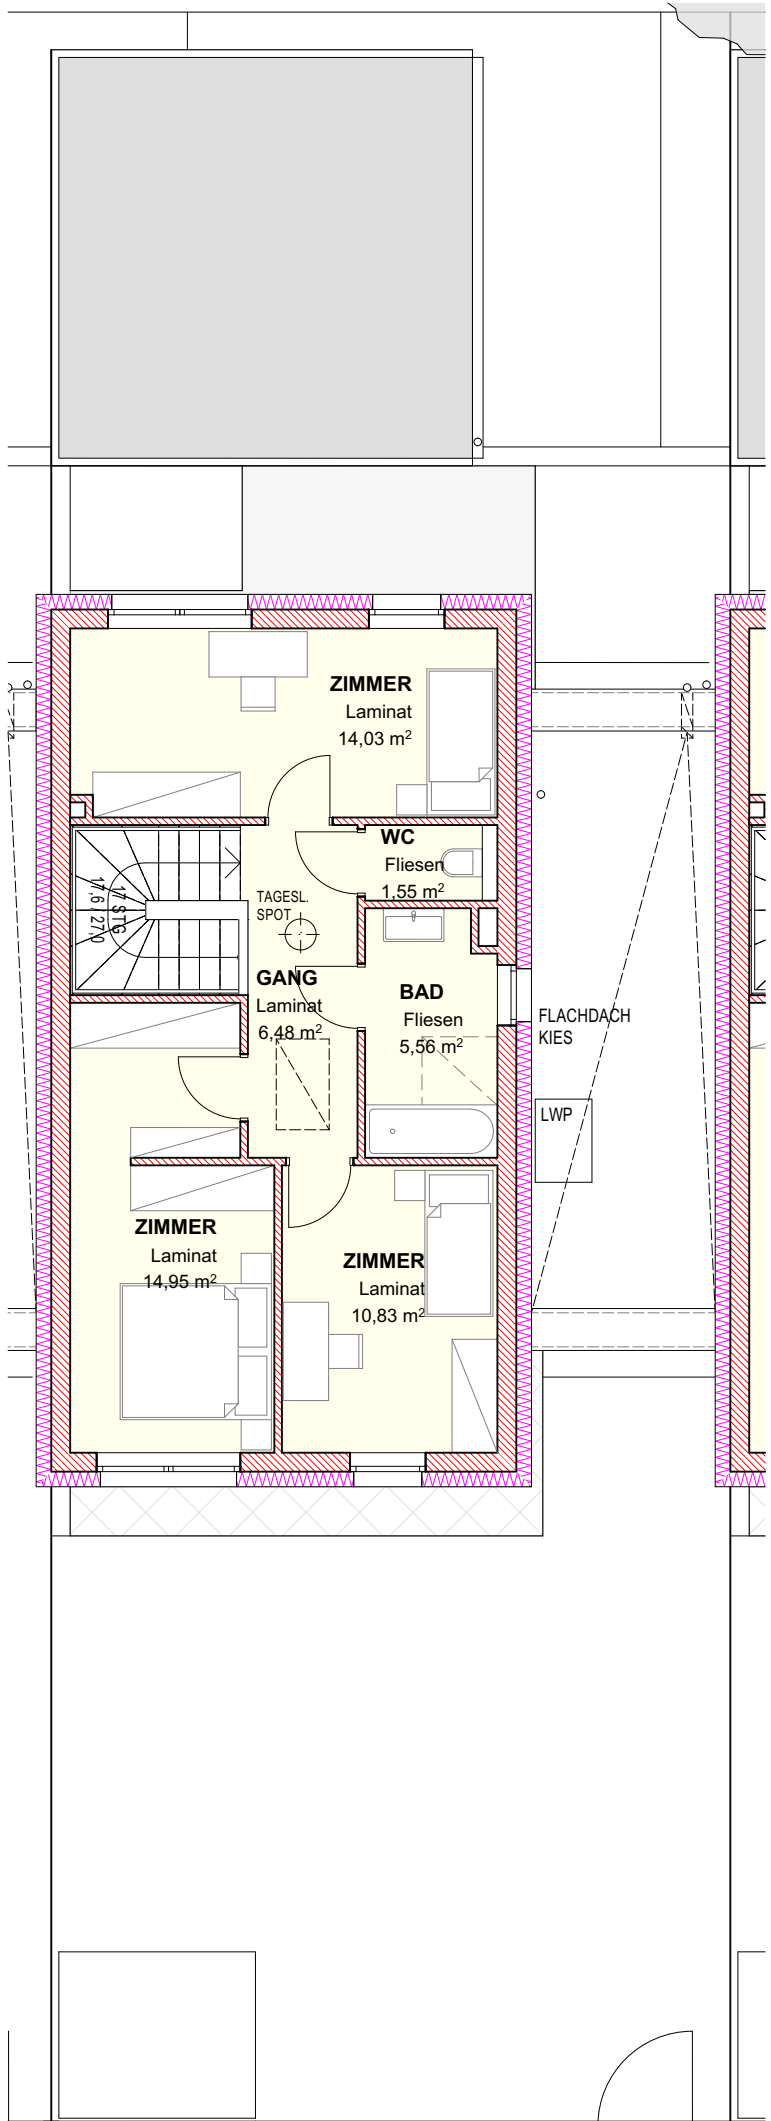 ZIMMER
Laminat
14,03 m²
WC
Fliesen
1,55 m²
17 STG
17,6 / 27,0
TAGESL.
SPOT
GANG
Laminat
6,48 m²
BAD
Fliesen
5,56 m²
FLACHDACH
KIES
LWP
ZIMMER
Laminat
14,95 m²
ZIMMER
Laminat
10,83 m²